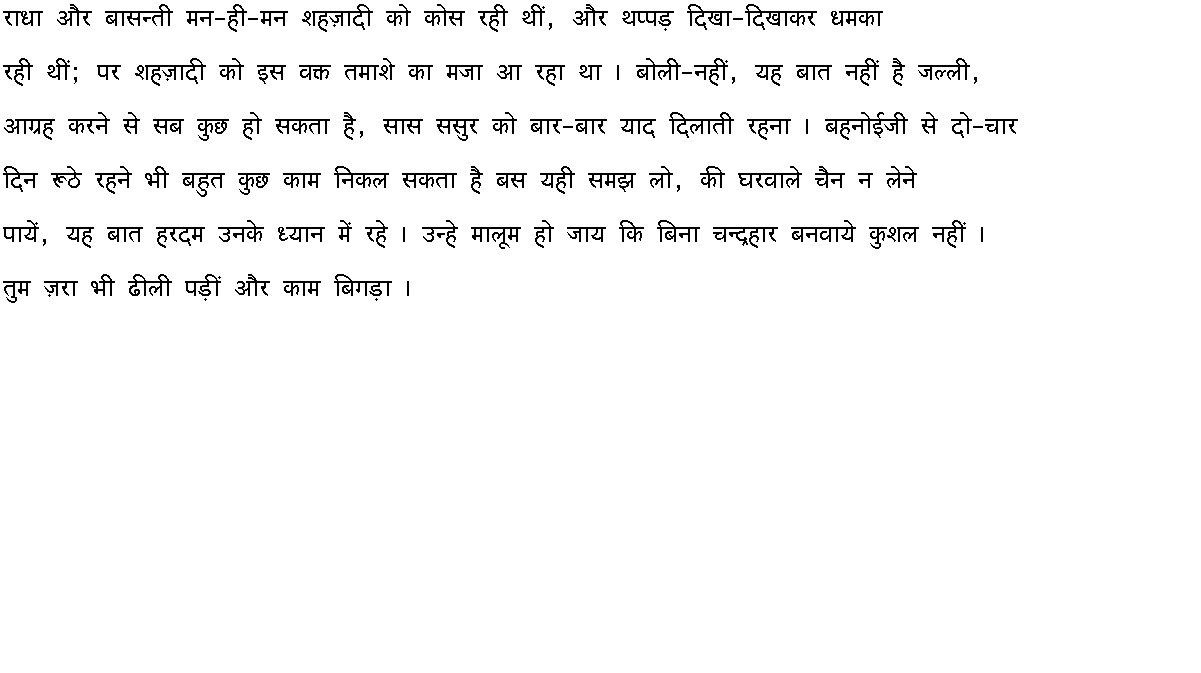 राधा और बासन्ती मन-ही-मन शहज़ादी को कोस रही थीं, और थप्पड़ दिखा-दिखाकर धमका
रही थीं; पर शहज़ादी को इस वक्त तमाशे का मजा आ रहा था । बोली-नहीं, यह बात नहीं है जल्ली,
आग्रह करने से सब कुछ हो सकता है, सास ससुर को बार-बार याद दिलाती रहना । बहनोईजी से दो-चार
दिन रूठे रहने भी बहुत कुछ काम निकल सकता है बस यही समझ लो, की घरवाले चैन न लेने
पायें, यह बात हरदम उनके ध्यान में रहे । उन्हे मालूम हो जाय कि बिना चन्द्रहार बनवाये कुशल नहीं ।
तुम ज़रा भी ढीली पड़ीं और काम बिगड़ा ।